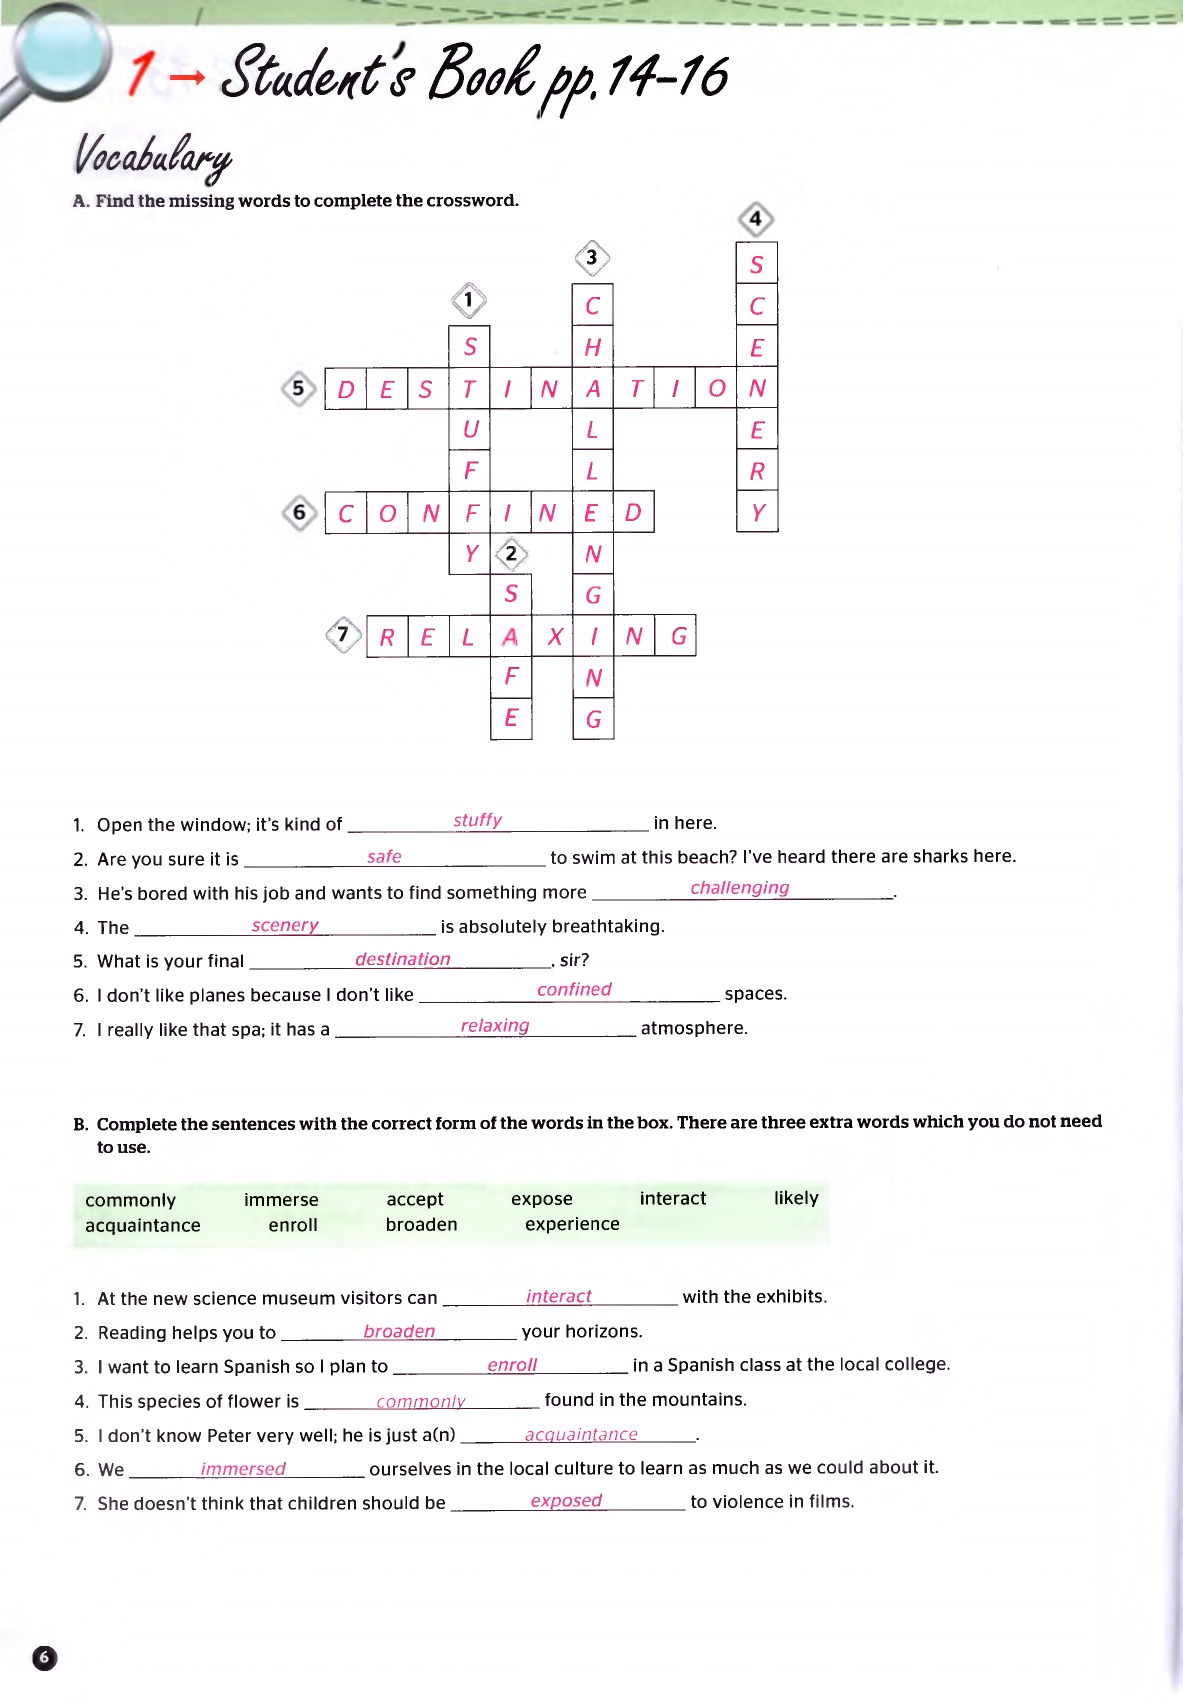 1 → Student's Book pp. 14-16
Vocabulary
A. Find the missing words to complete the crossword.
4
3 S
1 C C
S H E
5 D E S T I N A T I O N
U L E
F L R
6 C O N F I N E D Y
Y 2 N
S G
7 R E L A X I N G
F N
E G
1. Open the window; it's kind of stuffy in here.
2. Are you sure it is safe to swim at this beach? I've heard there are sharks here.
3. He's bored with his job and wants to find something more challenging.
4. The scenery is absolutely breathtaking.
5. What is your final destination, sir?
6. I don't like planes because I don't like confined spaces.
7. I really like that spa; it has a relaxing atmosphere.
B. Complete the sentences with the correct form of the words in the box. There are three extra words which you do not need
to use.
commonly immerse accept expose interact likely
acquaintance enroll broaden experience
1. At the new science museum visitors can interact with the exhibits.
2. Reading helps you to broaden your horizons.
3. I want to learn Spanish so I plan to enroll in a Spanish class at the local college.
4. This species of flower is commonly found in the mountains.
5. I don't know Peter very well; he is just a(n) acquaintance.
6. We immersed ourselves in the local culture to learn as much as we could about it.
7. She doesn't think that children should be exposed to violence in films.
6